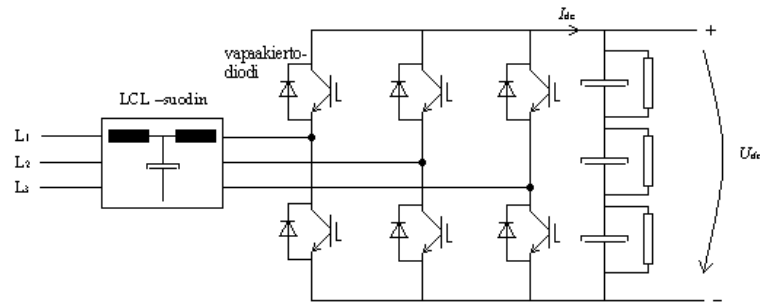 Idc
+
vapaakierto-
diodi
LCL –suodin
L1
L2
L3
Udc
−